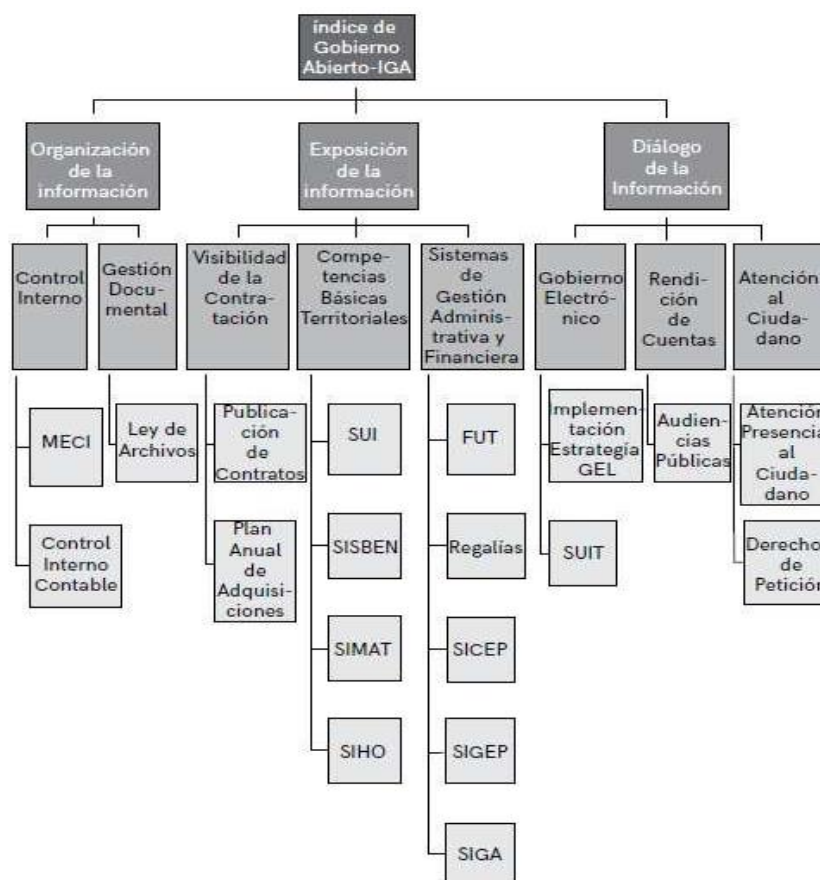 índice de
Gobierno
Abierto-IGA
Organización
de la
información
Exposición
de la
información
Diálogo
de la
Información
Control
Interno
Gestión
Docu-
mental
Visibilidad
de la
Contra-
tación
Compe-
tencias
Básicas
Territoriales
Sistemas
de
Gestión
Adminis-
trativa y
Financiera
Gobierno
Electró-
nico
Rendi-
ción
de
Cuentas
Atención
al
Ciuda-
dano
MECI
Control
Interno
Contable
Ley de
Archivos
Publica-
ción
de
Contratos
Plan
Anual
de
Adquisi-
ciones
SUI
SISBEN
SIMAT
SIHO
FUT
Regalías
SICEP
SIGEP
SIGA
Implemen-
tación
Estrategía
GEL
SUIT
Audien-
cias
Públicas
Atención
Presencia
al
Ciuda-
dano
Derecho
de
Petición